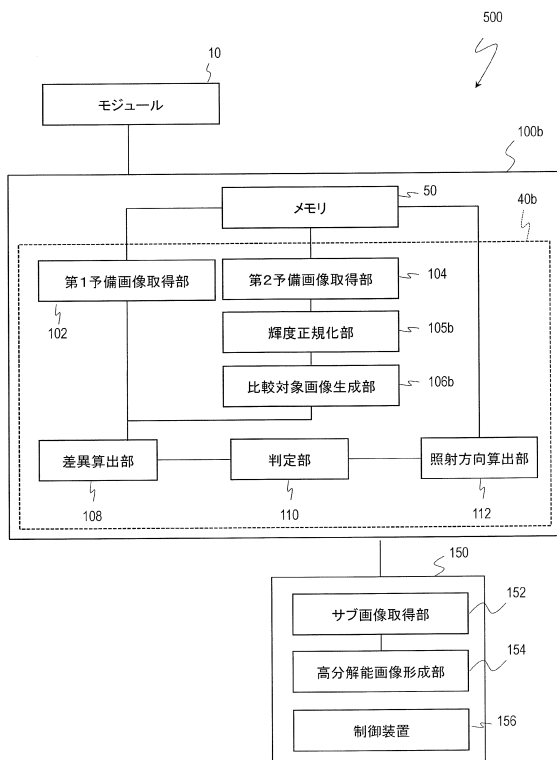 500
10
モジュール
100b
50
メモリ
40b
第1予備画像取得部
102
第2予備画像取得部
104
輝度正規化部
105b
比較対象画像生成部
106b
差異算出部
108
判定部
110
照射方向算出部
112
150
サブ画像取得部
152
高分解能画像形成部
154
制御装置
156